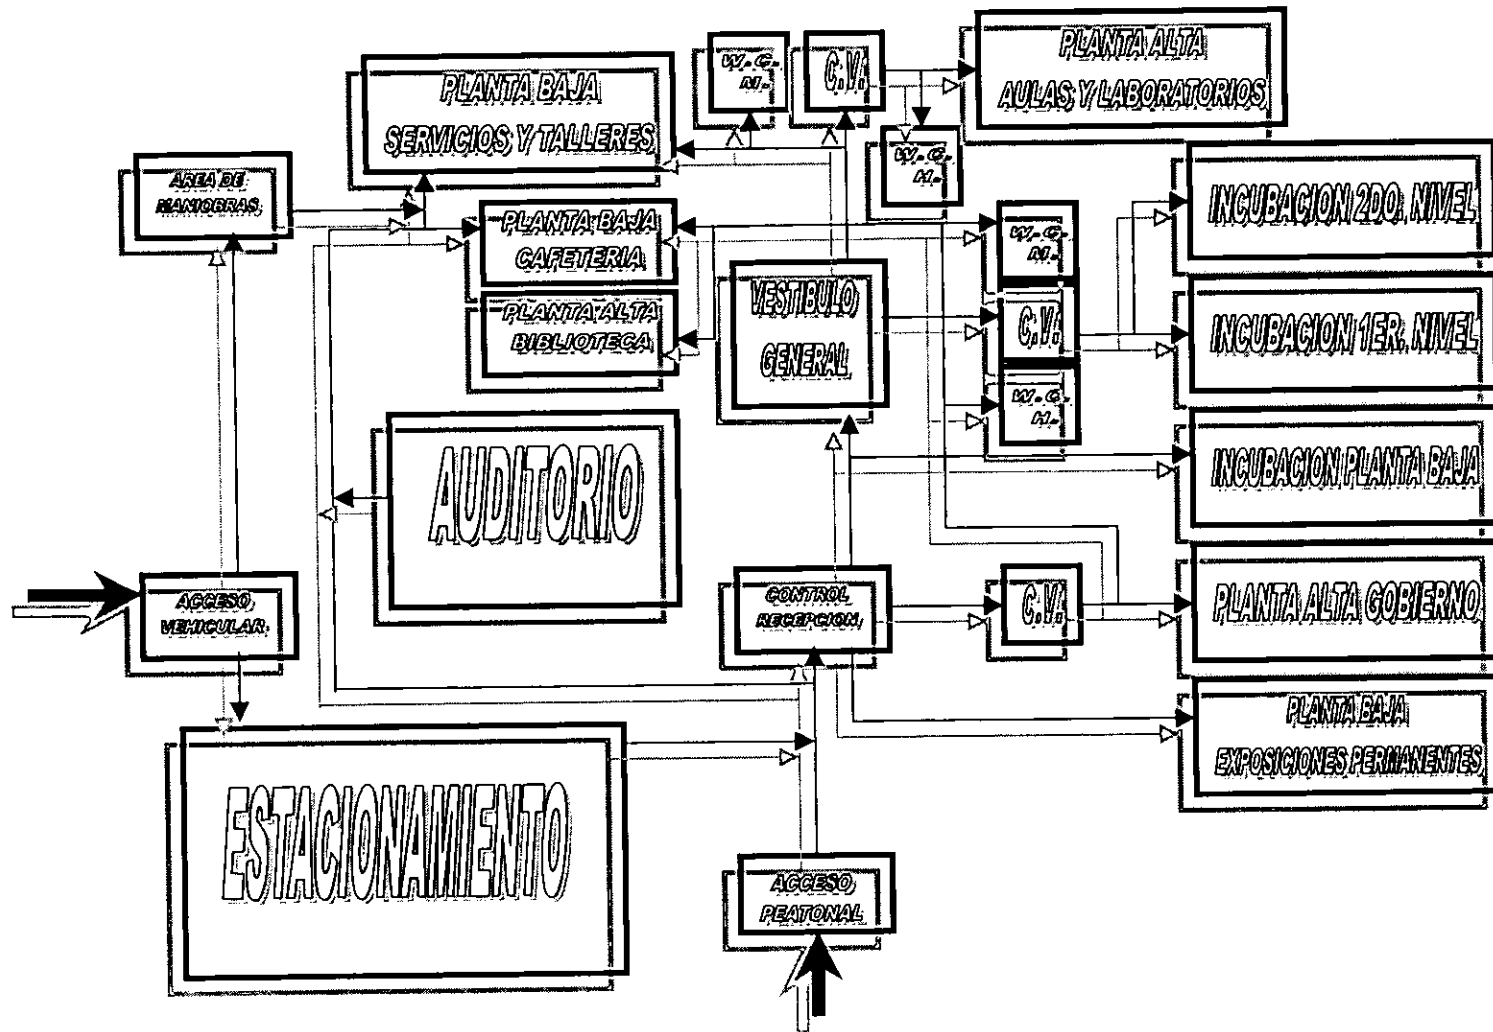 PLANTA BAJA
SERVICIOS Y TALLERES
W.C.
M.
C.V.
PLANTA ALTA
AULAS Y LABORATORIOS
W.C.
H.
AREA DE
MANIOBRAS
PLANTA BAJA
CAFETERIA
PLANTA ALTA
BIBLIOTECA
VESTIBULO
GENERAL
W.C.
M.
C.V.
W.C.
H.
INCUBACION 2DO. NIVEL
INCUBACION 1ER. NIVEL
INCUBACION PLANTA BAJA
AUDITORIO
ACCESO
VEHICULAR
CONTROL
RECEPCION
C.V.
PLANTA ALTA GOBIERNO
PLANTA BAJA
EXPOSICIONES PERMANENTES
ESTACIONAMIENTO
ACCESO
PEATONAL